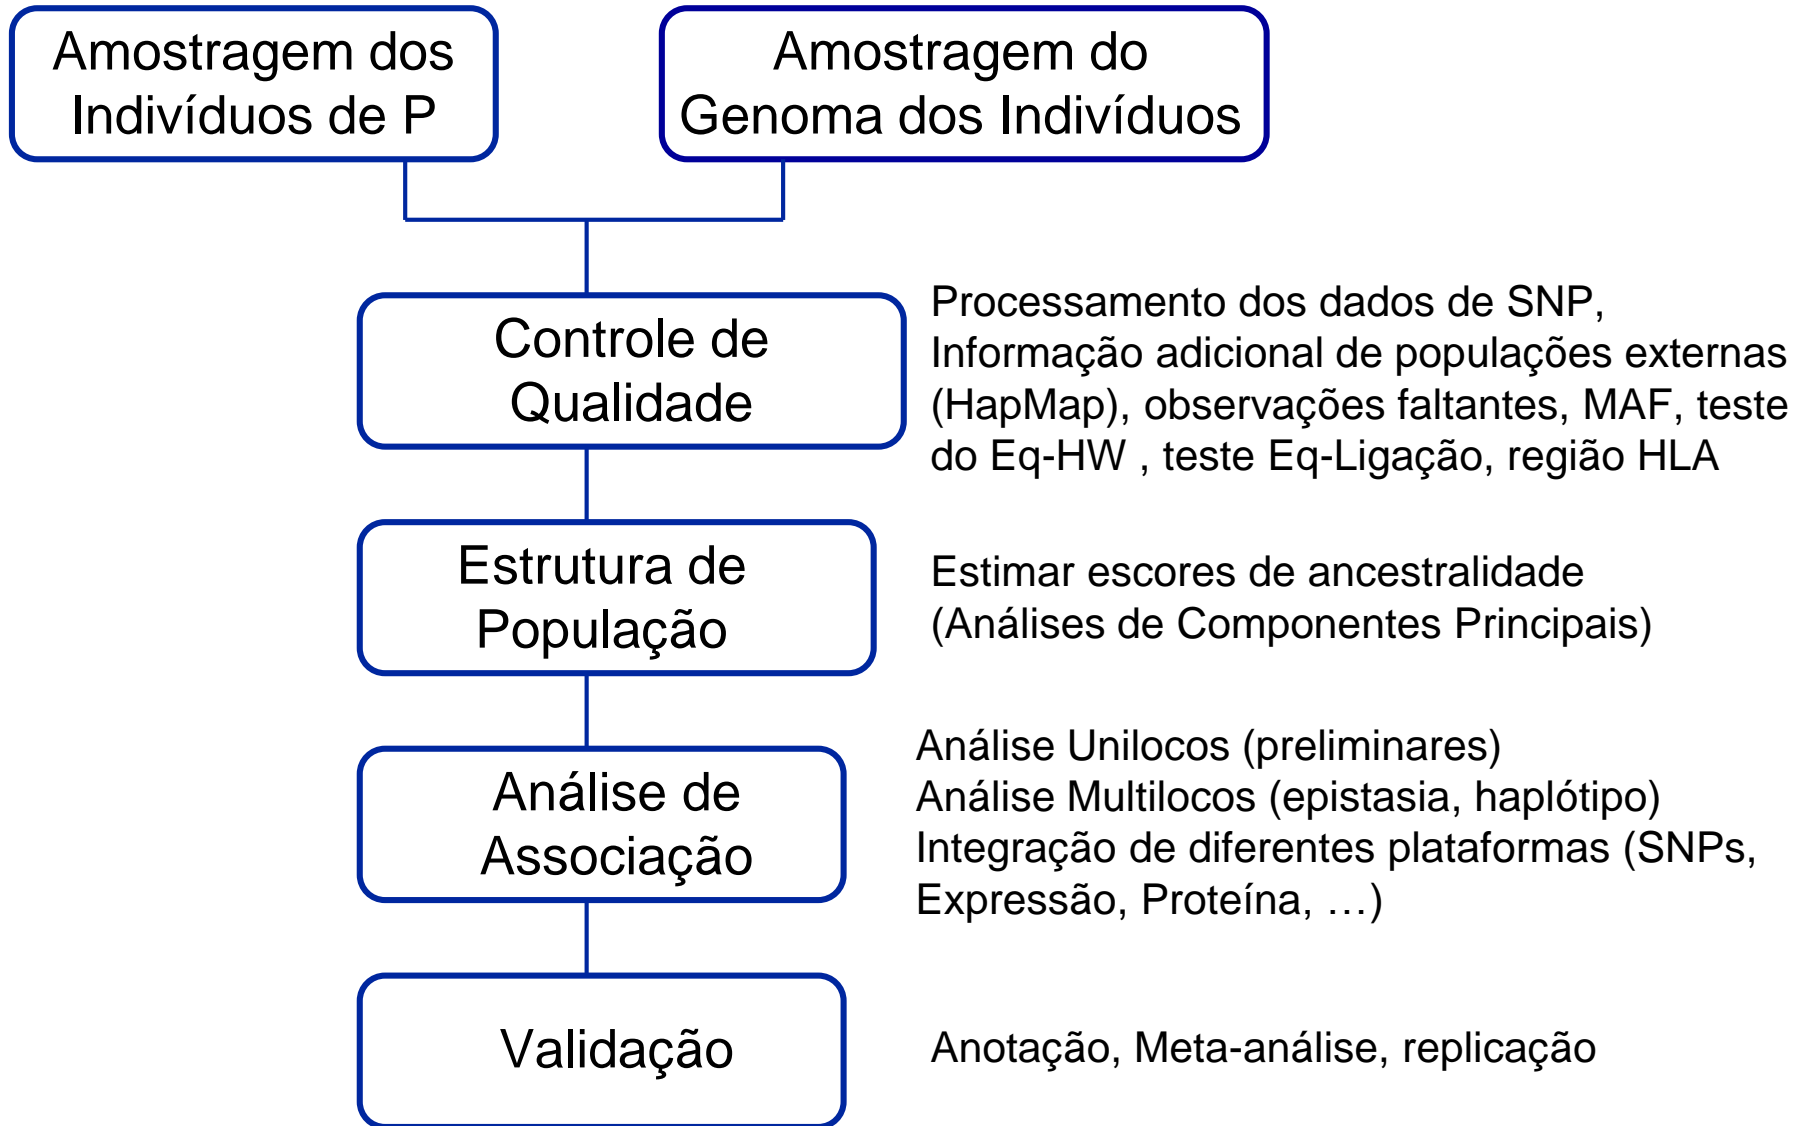 Amostragem dos
Indivíduos de P
Amostragem do
Genoma dos Indivíduos
Controle de
Qualidade
Processamento dos dados de SNP,
Informação adicional de populações externas
(HapMap), observações faltantes, MAF, teste
do Eq-HW , teste Eq-Ligação, região HLA
Estrutura de
População
Estimar escores de ancestralidade
(Análises de Componentes Principais)
Análise de
Associação
Análise Unilocos (preliminares)
Análise Multilocos (epistasia, haplótipo)
Integração de diferentes plataformas (SNPs,
Expressão, Proteína, …)
Validação
Anotação, Meta-análise, replicação